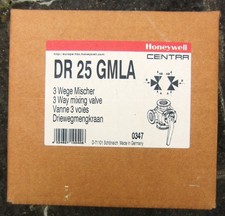 Honeywell
CENTRA
DR 25 GMLA
3 Wege Mischer
3 Way mixing valve
Vanne 3 voies
Driewegmengkraan
0347
Made in Germany